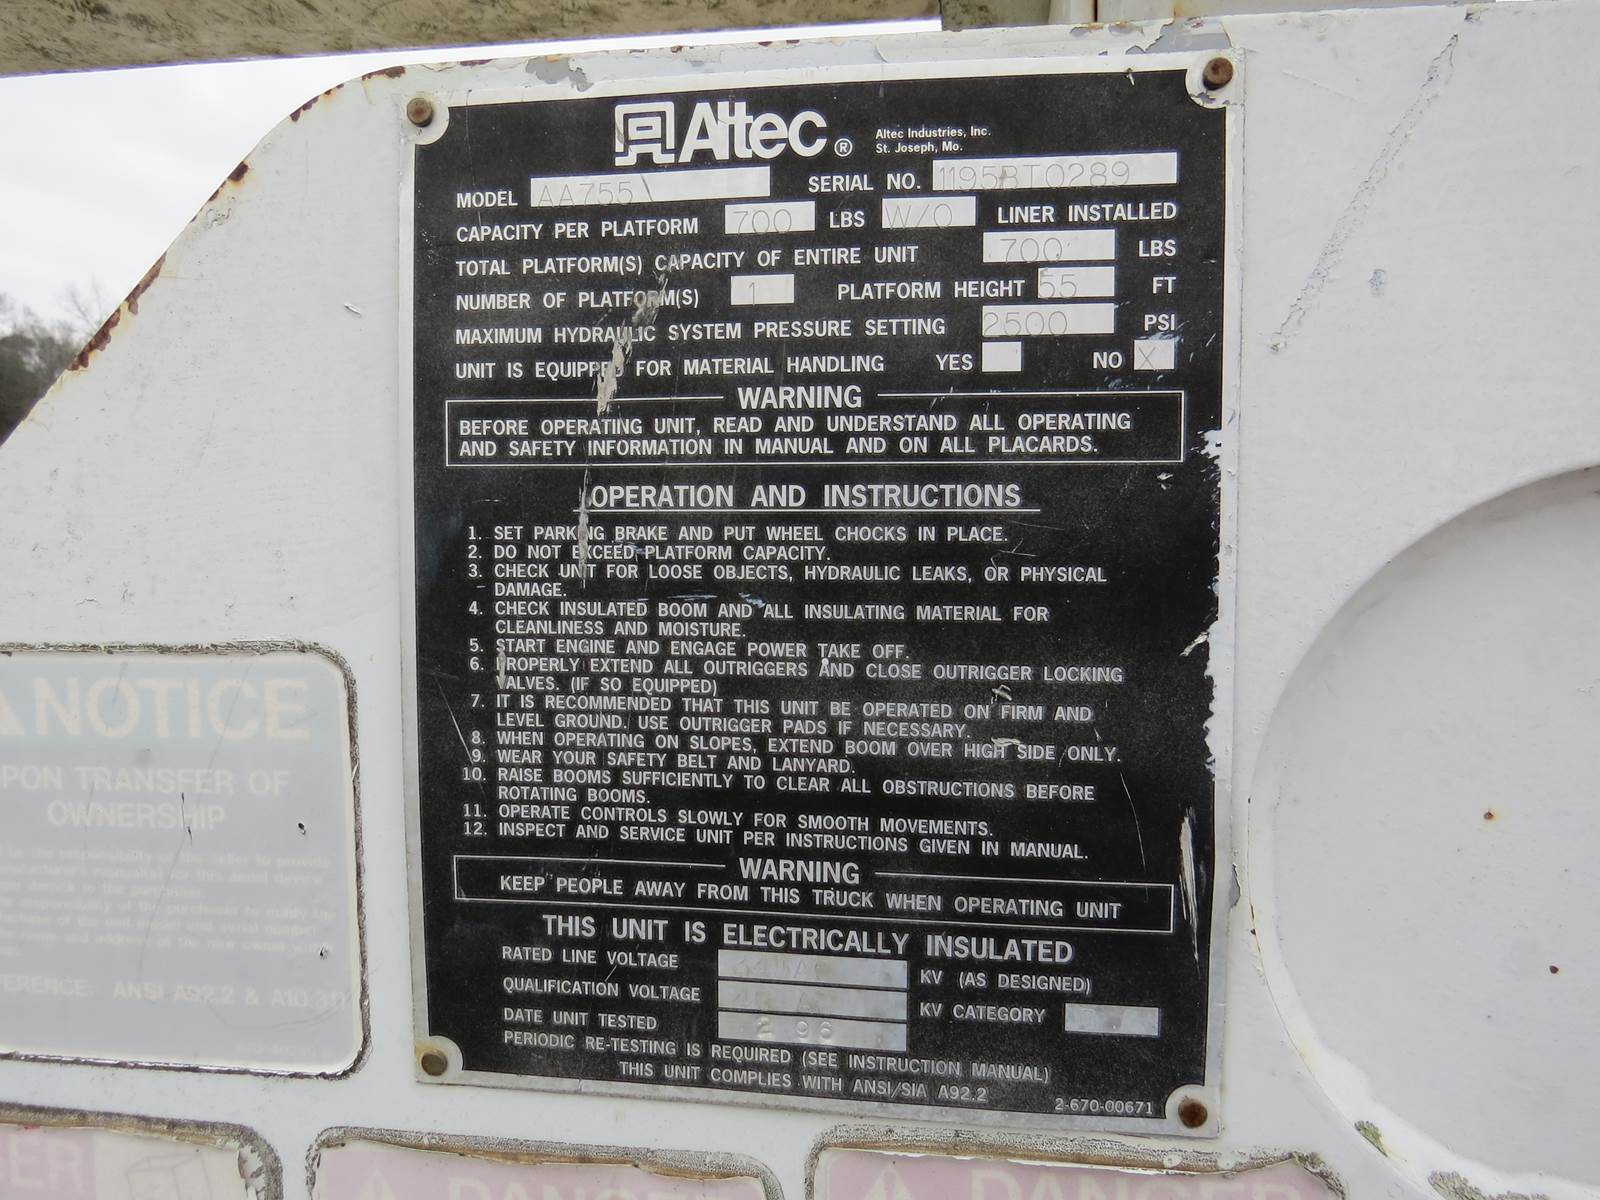 Altec ® Altec Industries, Inc.
St. Joseph, Mo.
MODEL AA755 SERIAL NO. 1195BT0289
CAPACITY PER PLATFORM 700 LBS W/O LINER INSTALLED
TOTAL PLATFORM(S) CAPACITY OF ENTIRE UNIT 700 LBS
NUMBER OF PLATFORM(S) 1 PLATFORM HEIGHT 55 FT
MAXIMUM HYDRAULIC SYSTEM PRESSURE SETTING 2500 PSI
UNIT IS EQUIPPED FOR MATERIAL HANDLING YES NO X
WARNING
BEFORE OPERATING UNIT, READ AND UNDERSTAND ALL OPERATING
AND SAFETY INFORMATION IN MANUAL AND ON ALL PLACARDS.
OPERATION AND INSTRUCTIONS
1. SET PARKING BRAKE AND PUT WHEEL CHOCKS IN PLACE.
2. DO NOT EXCEED PLATFORM CAPACITY.
3. CHECK UNIT FOR LOOSE OBJECTS, HYDRAULIC LEAKS, OR PHYSICAL
DAMAGE.
4. CHECK INSULATED BOOM AND ALL INSULATING MATERIAL FOR
CLEANLINESS AND MOISTURE.
5. START ENGINE AND ENGAGE POWER TAKE OFF.
6. PROPERLY EXTEND ALL OUTRIGGERS AND CLOSE OUTRIGGER LOCKING
VALVES. (IF SO EQUIPPED)
7. IT IS RECOMMENDED THAT THIS UNIT BE OPERATED ON FIRM AND
LEVEL GROUND. USE OUTRIGGER PADS IF NECESSARY.
8. WHEN OPERATING ON SLOPES, EXTEND BOOM OVER HIGH SIDE ONLY.
9. WEAR YOUR SAFETY BELT AND LANYARD.
10. RAISE BOOMS SUFFICIENTLY TO CLEAR ALL OBSTRUCTIONS BEFORE
ROTATING BOOMS.
11. OPERATE CONTROLS SLOWLY FOR SMOOTH MOVEMENTS.
12. INSPECT AND SERVICE UNIT PER INSTRUCTIONS GIVEN IN MANUAL.
WARNING
KEEP PEOPLE AWAY FROM THIS TRUCK WHEN OPERATING UNIT
THIS UNIT IS ELECTRICALLY INSULATED
RATED LINE VOLTAGE KV (AS DESIGNED)
QUALIFICATION VOLTAGE KV CATEGORY
DATE UNIT TESTED 2 96
PERIODIC RE-TESTING IS REQUIRED (SEE INSTRUCTION MANUAL)
THIS UNIT COMPLIES WITH ANSI/SIA A92.2
2-670-00671
NOTICE
UPON TRANSFER OF
OWNERSHIP
REFERENCE: ANSI A92.2 & A10.31
DANGER
DANGER